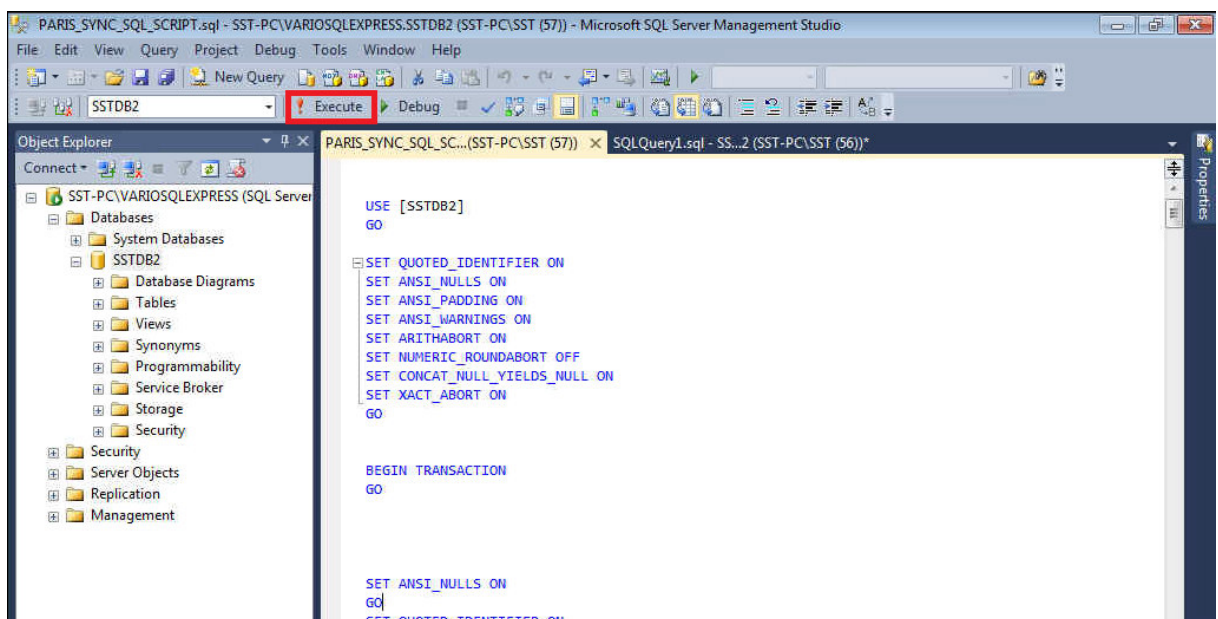 PARIS_SYNC_SQL_SCRIPT.sql - SST-PC\VARIOSQLEXPRESS.SSTDB2 (SST-PC\SST (57)) - Microsoft SQL Server Management Studio
File Edit View Query Project Debug Tools Window Help
New Query
SSTDB2 Execute Debug
Object Explorer
PARIS_SYNC_SQL_SC...(SST-PC\SST (57)) SQLQuery1.sql - SS...2 (SST-PC\SST (56))*
Connect
SST-PC\VARIOSQLEXPRESS (SQL Server
Databases
System Databases
SSTDB2
Database Diagrams
Tables
Views
Synonyms
Programmability
Service Broker
Storage
Security
Security
Server Objects
Replication
Management
USE [SSTDB2]
GO
SET QUOTED_IDENTIFIER ON
SET ANSI_NULLS ON
SET ANSI_PADDING ON
SET ANSI_WARNINGS ON
SET ARITHABORT ON
SET NUMERIC_ROUNDABORT OFF
SET CONCAT_NULL_YIELDS_NULL ON
SET XACT_ABORT ON
GO
BEGIN TRANSACTION
GO
SET ANSI_NULLS ON
GO
SET QUOTED_IDENTIFIER ON
Properties